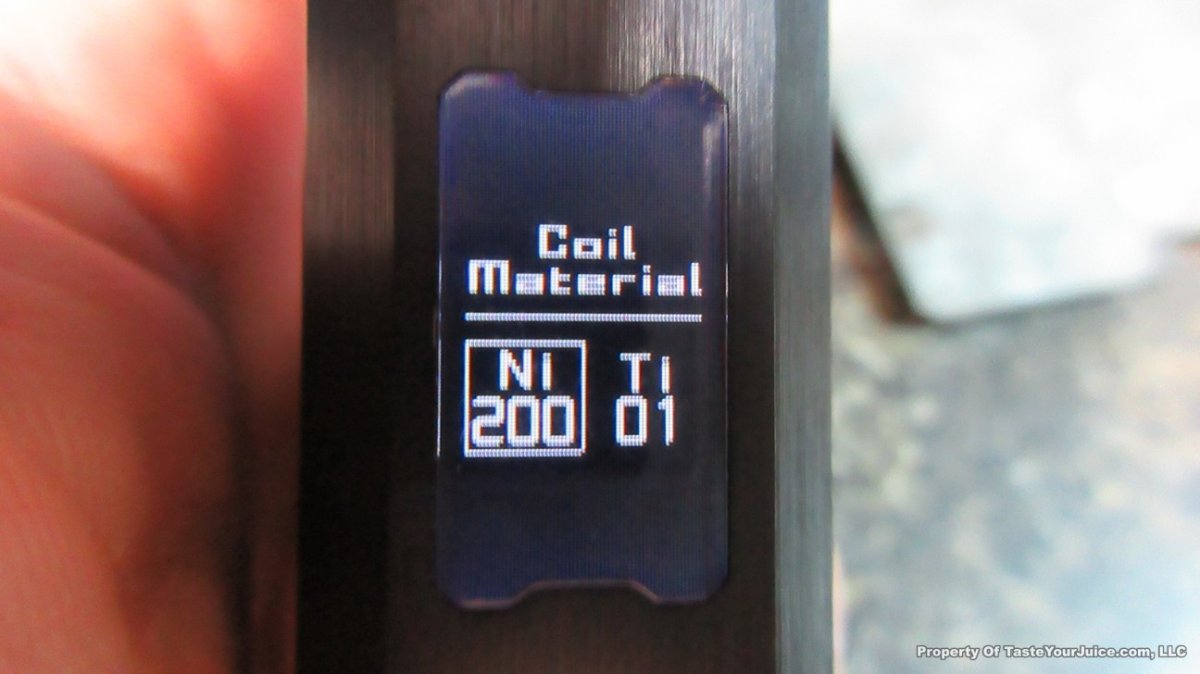 Coil
Material
Ni Ti
200 01
Property Of TasteYourJuice.com, LLC